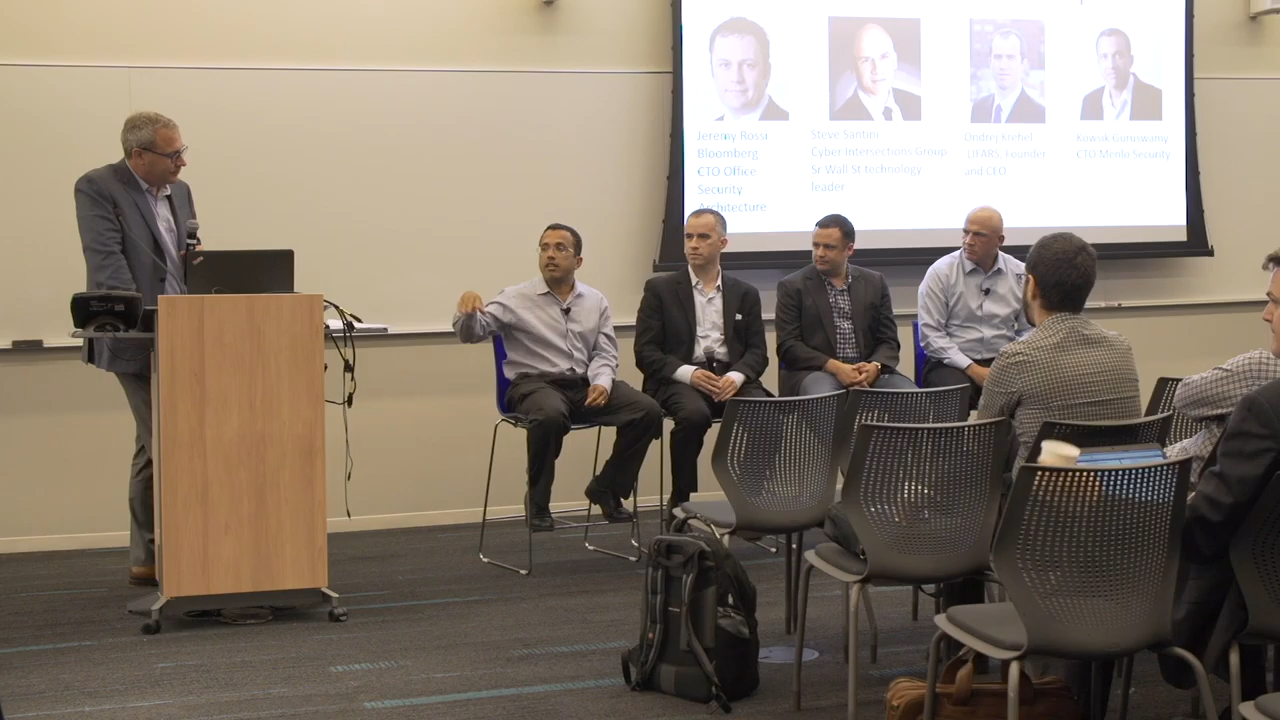 Jeremy Rossi
Bloomberg
CTO Office
Security
Architecture
Steve Santini
Cyber Intersections Group
Sr Wall St technology
leader
Ondrej Krehel
LIFARS, Founder
and CEO
Kowsik Guruswamy
CTO Menlo Security